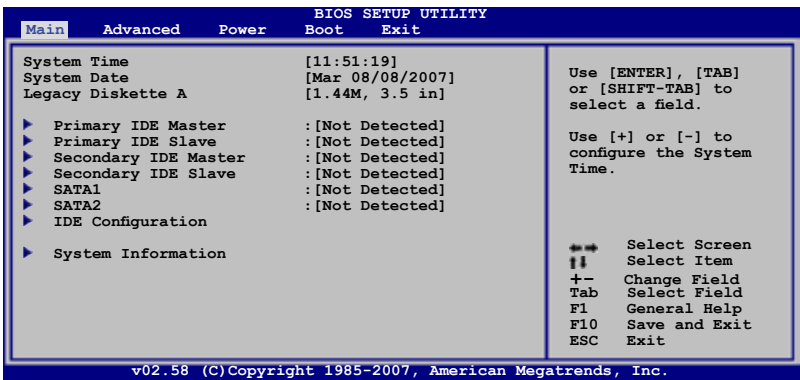 BIOS SETUP UTILITY
Main Advanced Power Boot Exit
System Time [11:51:19]
System Date [Mar 08/08/2007]
Legacy Diskette A [1.44M, 3.5 in]
Primary IDE Master :[Not Detected]
Primary IDE Slave :[Not Detected]
Secondary IDE Master :[Not Detected]
Secondary IDE Slave :[Not Detected]
SATA1 :[Not Detected]
SATA2 :[Not Detected]
IDE Configuration
System Information
Use [ENTER], [TAB]
or [SHIFT-TAB] to
select a field.
Use [+] or [-] to
configure the System
Time.
Select Screen
Select Item
+- Change Field
Tab Select Field
F1 General Help
F10 Save and Exit
ESC Exit
v02.58 (C)Copyright 1985-2007, American Megatrends, Inc.